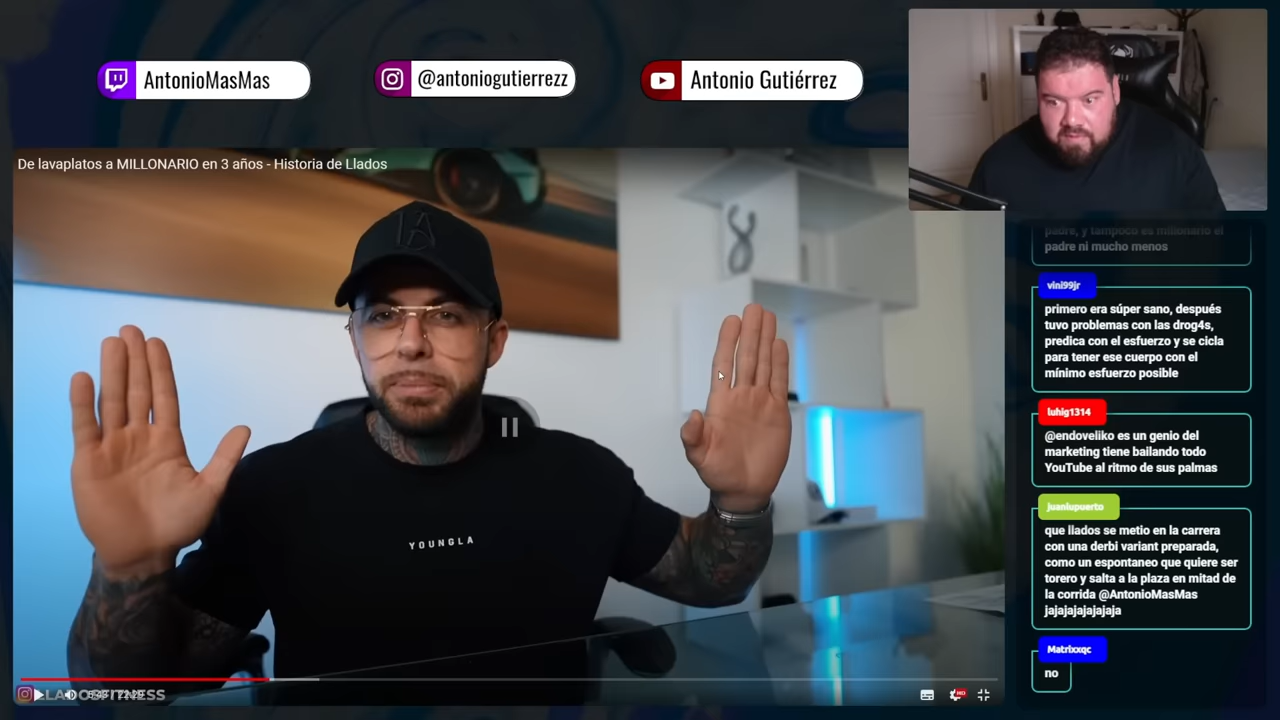 AntonioMasMas
@antoniogutierrezz
Antonio Gutiérrez
De lavaplatos a MILLONARIO en 3 años - Historia de Llados
YOUNGLA
padre, y tampoco es millonario el
padre ni mucho menos
vini99jr
primero era súper sano, después
tuvo problemas con las drog4s,
predica con el esfuerzo y se cicla
para tener ese cuerpo con el
mínimo esfuerzo posible
luhig1314
@endoveliko es un genio del
marketing tiene bailando todo
YouTube al ritmo de sus palmas
juanlupuerto
que llados se metio en la carrera
con una derbi variant preparada,
como un espontaneo que quiere ser
torero y salta a la plaza en mitad de
la corrida @AntonioMasMas
jajajajajajajaja
Matrixxqc
no